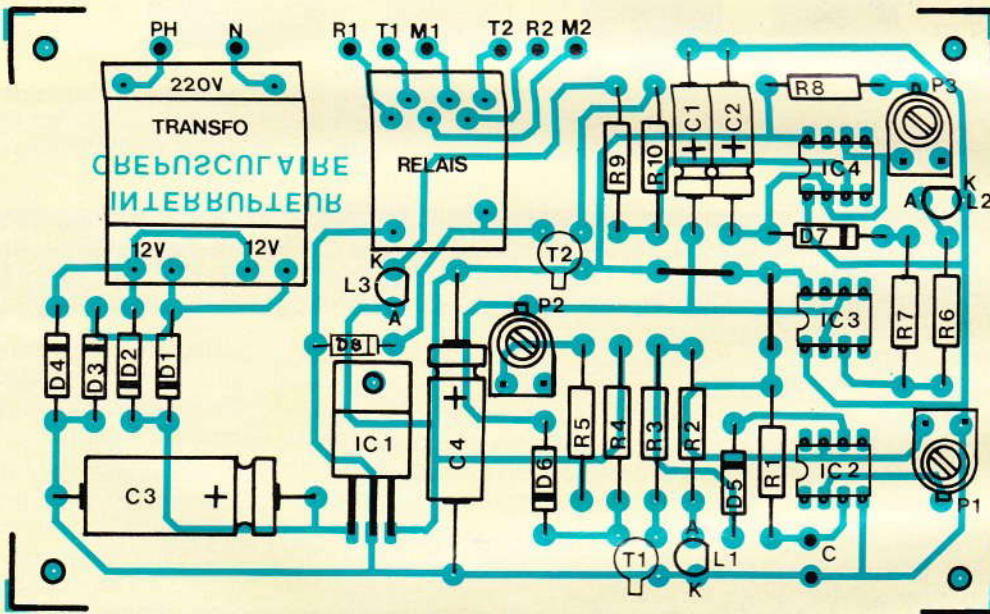 PH N R1 T1 M1 T2 R2 M2
220V
TRANSFO
CREPUSCULAIRE
INTERRUPTEUR
12V 12V
RELAIS
R9
R10
C1
C2
R8
P3
IC4
K
A L2
D7
T2
K
L3
A
P2
IC3
R7
R6
D4
D3
D2
D1
D8
IC1
C4
R5
R4
R3
R2
D6
D5
R1
IC2
P1
C3
A
T1 L1
K
C